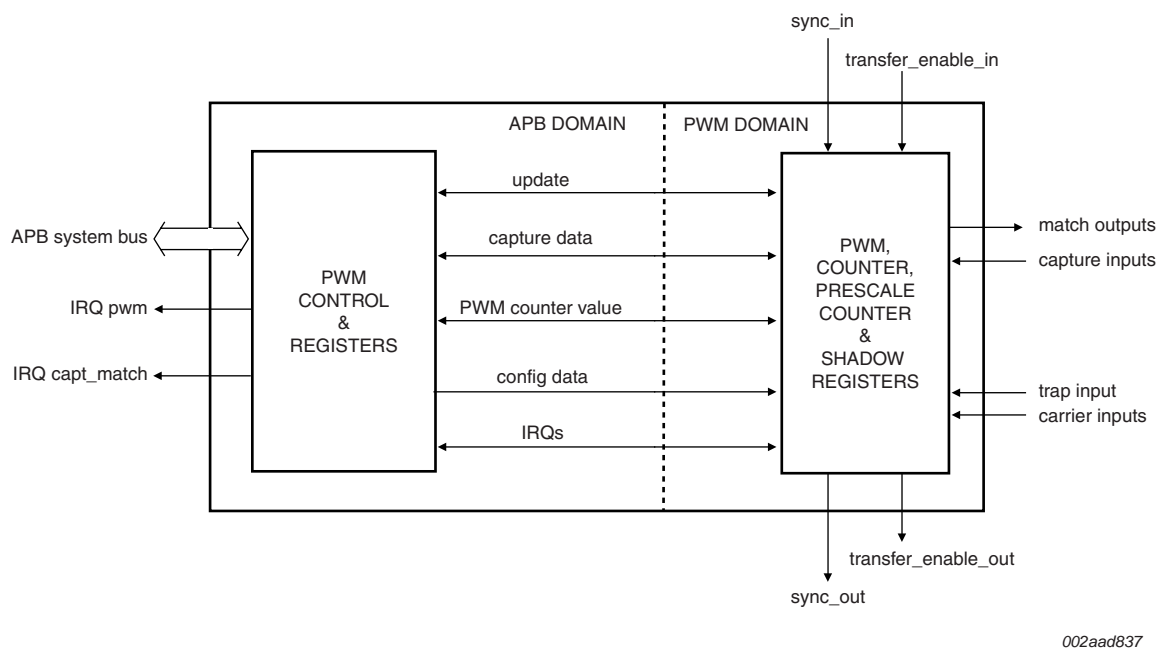 sync_in
transfer_enable_in
APB DOMAIN
PWM DOMAIN
update
APB system bus
capture data
match outputs
capture inputs
PWM
CONTROL
&
REGISTERS
PWM,
COUNTER,
PRESCALE
COUNTER
&
SHADOW
REGISTERS
IRQ pwm
PWM counter value
IRQ capt_match
config data
trap input
carrier inputs
IRQs
transfer_enable_out
sync_out
002aad837